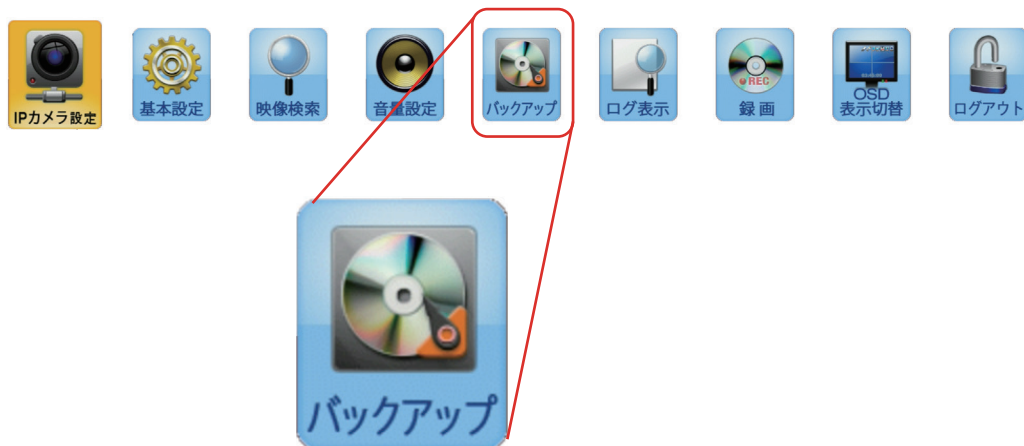 IPカメラ設定
基本設定
映像検索
音量設定
バックアップ
ログ表示
REC
録画
OSD
表示切替
ログアウト
バックアップ